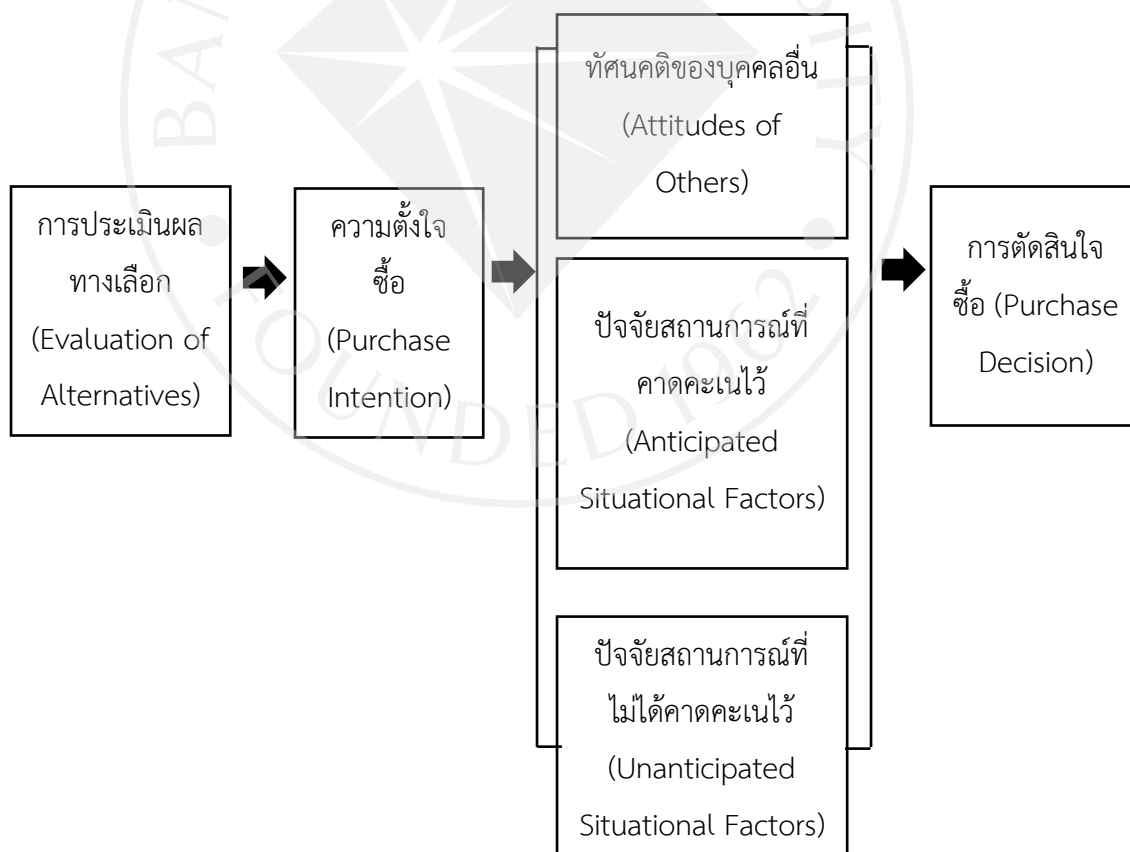 การประเมินผล
ทางเลือก
(Evaluation of
Alternatives)
ความตั้งใจ
ซื้อ
(Purchase
Intention)
ทัศนคติของบุคคลอื่น
(Attitudes of
Others)
ปัจจัยสถานการณ์ที่
คาดคะเนไว้
(Anticipated
Situational Factors)
ปัจจัยสถานการณ์ที่
ไม่ได้คาดคะเนไว้
(Unanticipated
Situational Factors)
การตัดสินใจ
ซื้อ (Purchase
Decision)
FOUNDED 1962